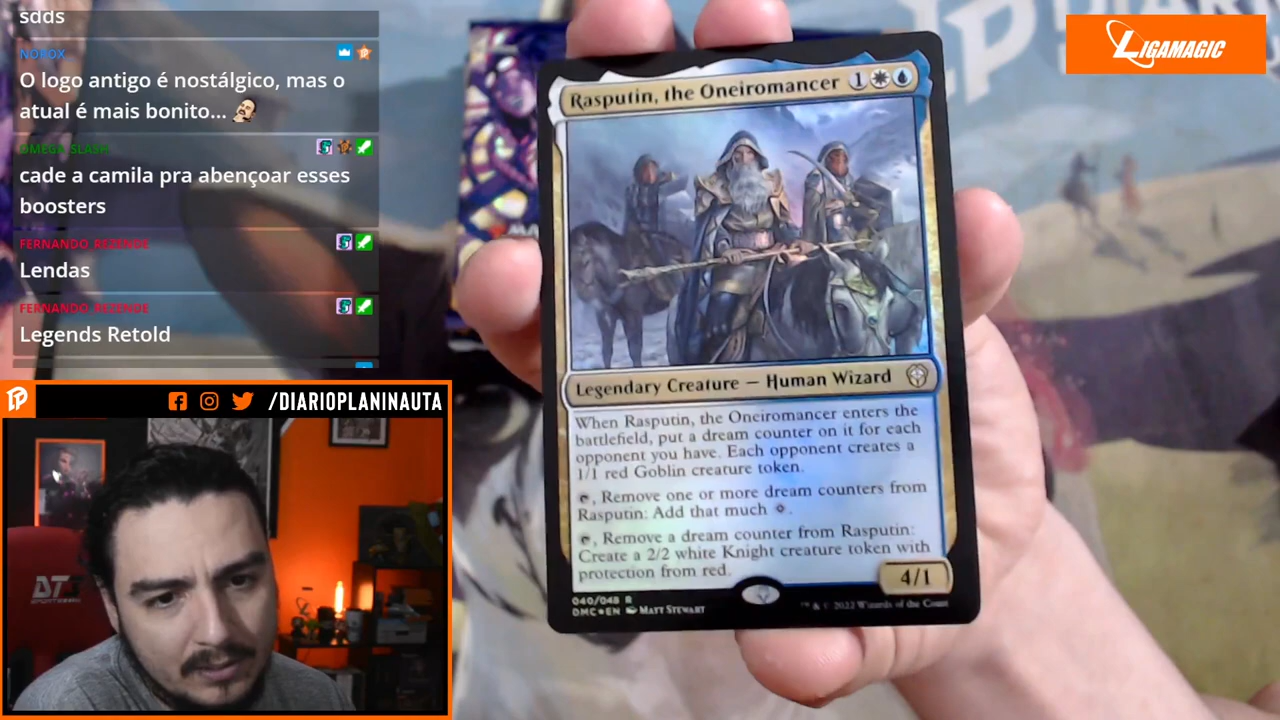 sdds
NOPOX
O logo antigo é nostálgico, mas o
atual é mais bonito...
OMEGA_SLASH
cade a camila pra abençoar esses
boosters
FERNANDO_REZENDE
Lendas
FERNANDO_REZENDE
Legends Retold
/DIARIOPLANINAUTA
LIGAMAGIC
Rasputin, the Oneiromancer 1
Legendary Creature — Human Wizard
When Rasputin, the Oneiromancer enters the
battlefield, put a dream counter on it for each
opponent you have. Each opponent creates a
1/1 red Goblin creature token.
, Remove one or more dream counters from
Rasputin: Add that much .
, Remove a dream counter from Rasputin:
Create a 2/2 white Knight creature token with
protection from red.
4/1
040/048 R
DMC★EN MATT STEWART
™ & © 2022 Wizards of the Coast